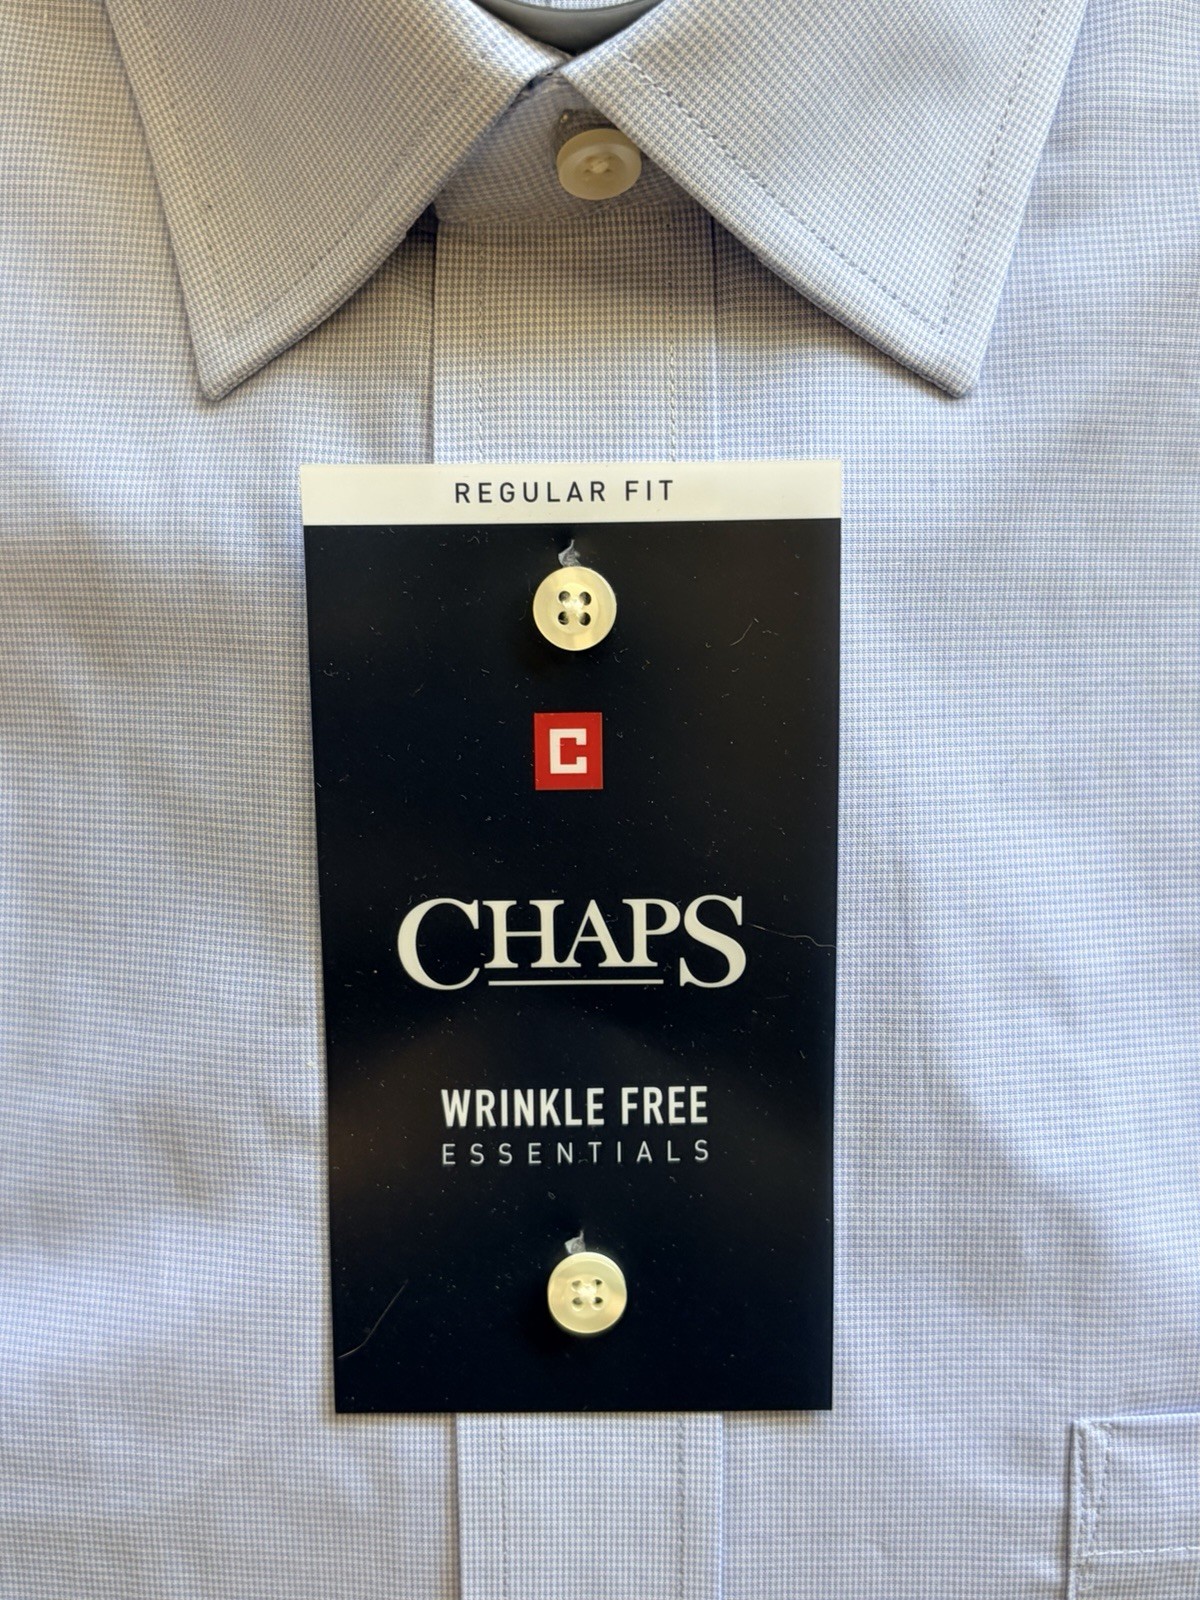 REGULAR FIT
C
CHAPS
WRINKLE FREE
ESSENTIALS